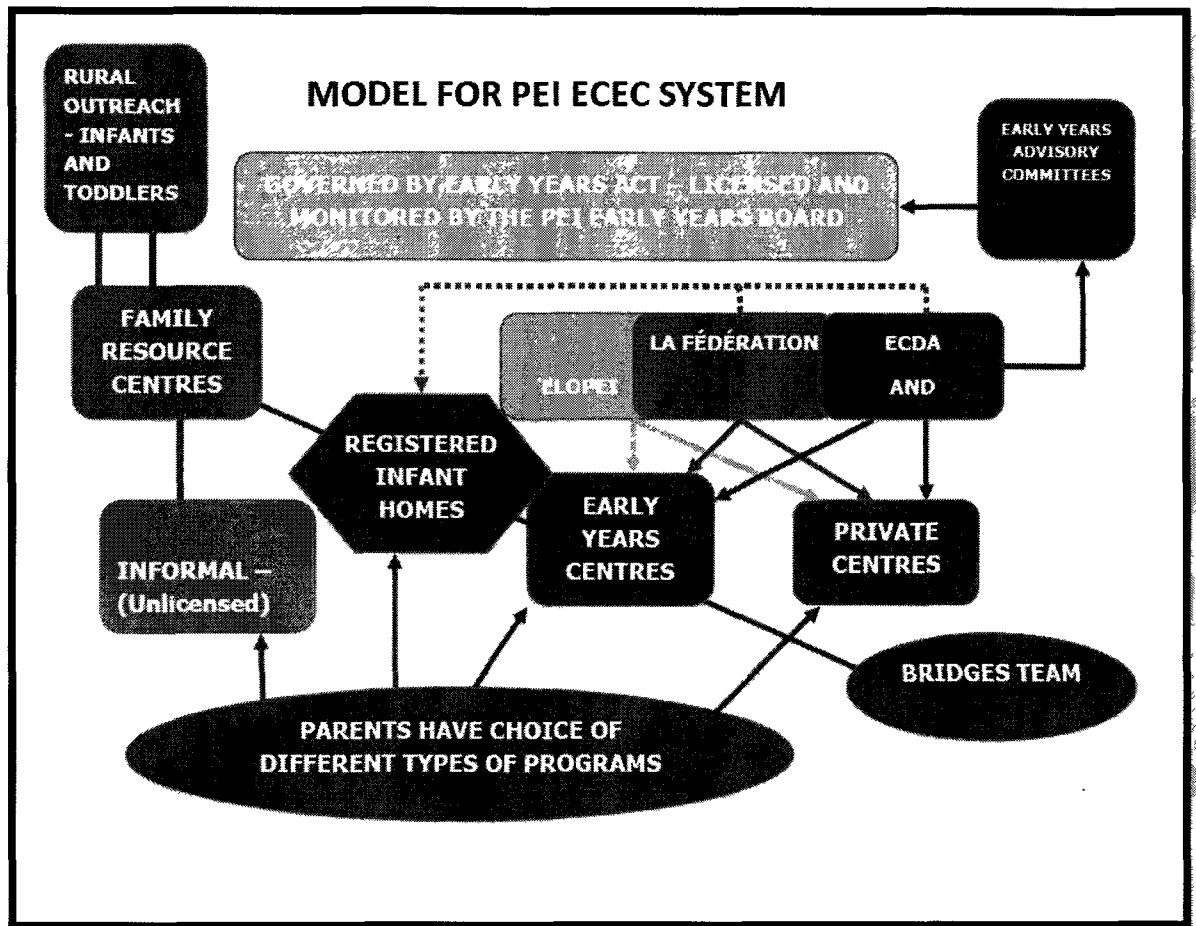 RURAL
OUTREACH
- INFANTS
AND
TODDLERS
MODEL FOR PEI ECEC SYSTEM
EARLY YEARS
ADVISORY
COMMITTEES
GOVERNED BY EARLY YEARS ACT – LICENSED AND
MONITORED BY THE PEI EARLY YEARS BOARD
FAMILY
RESOURCE
CENTRES
ELOPEI
LA FÉDÉRATION
ECDA
AND
REGISTERED
INFANT
HOMES
EARLY
YEARS
CENTRES
PRIVATE
CENTRES
INFORMAL –
(Unlicensed)
BRIDGES TEAM
PARENTS HAVE CHOICE OF
DIFFERENT TYPES OF PROGRAMS